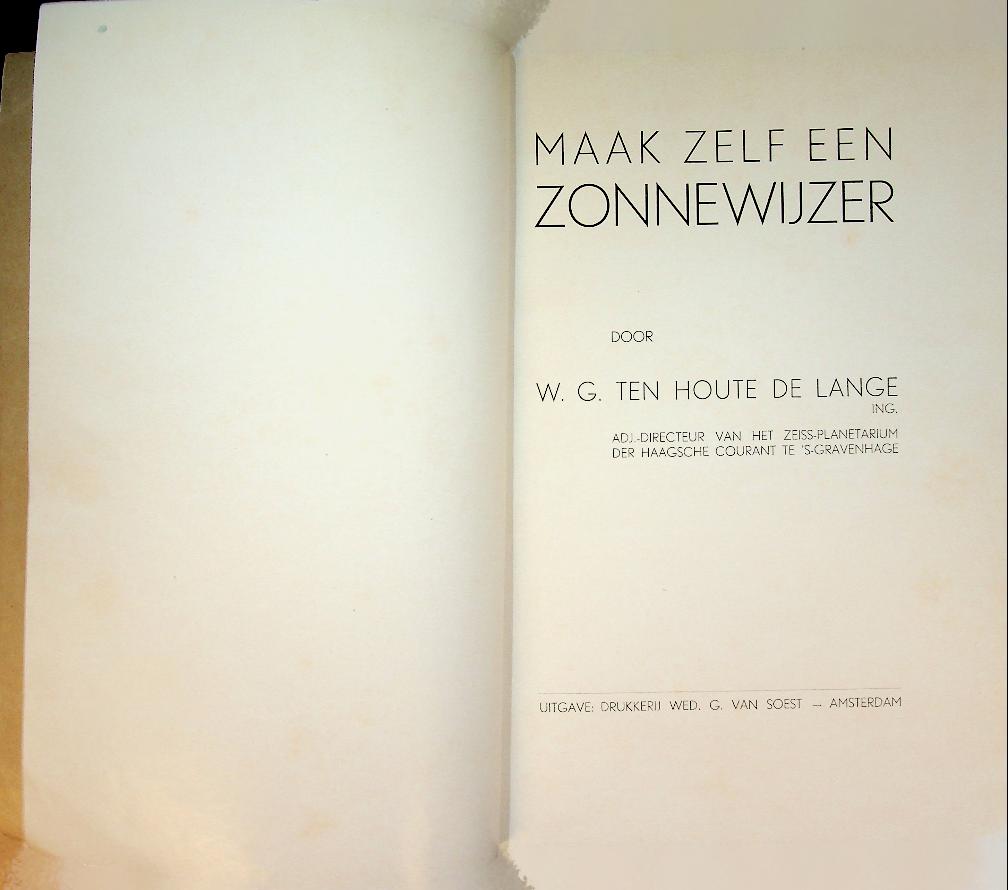 MAAK ZELF EEN
ZONNEWIJZER
DOOR
W. G. TEN HOUTE DE LANGE
ING.
ADJ.-DIRECTEUR VAN HET ZEISS-PLANETARIUM
DER HAAGSCHE COURANT TE 'S-GRAVENHAGE
UITGAVE: DRUKKERIJ WED. G. VAN SOEST — AMSTERDAM